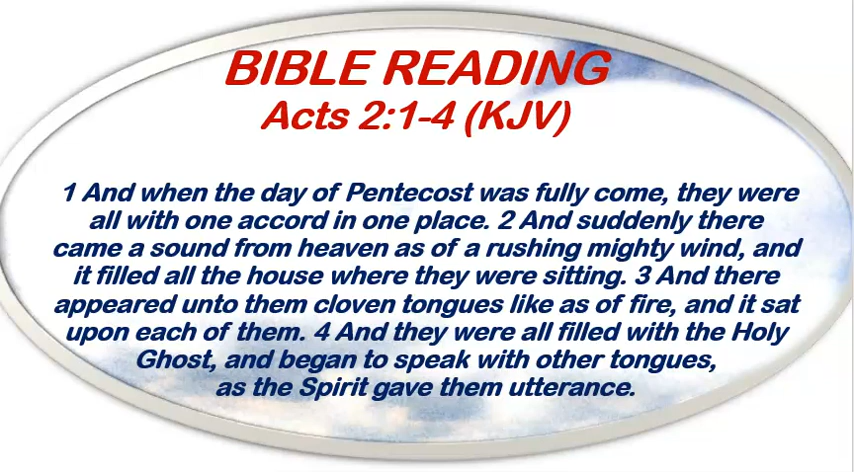 BIBLE READING
Acts 2:1-4 (KJV)
1 And when the day of Pentecost was fully come, they were
all with one accord in one place. 2 And suddenly there
came a sound from heaven as of a rushing mighty wind, and
it filled all the house where they were sitting. 3 And there
appeared unto them cloven tongues like as of fire, and it sat
upon each of them. 4 And they were all filled with the Holy
Ghost, and began to speak with other tongues,
as the Spirit gave them utterance.